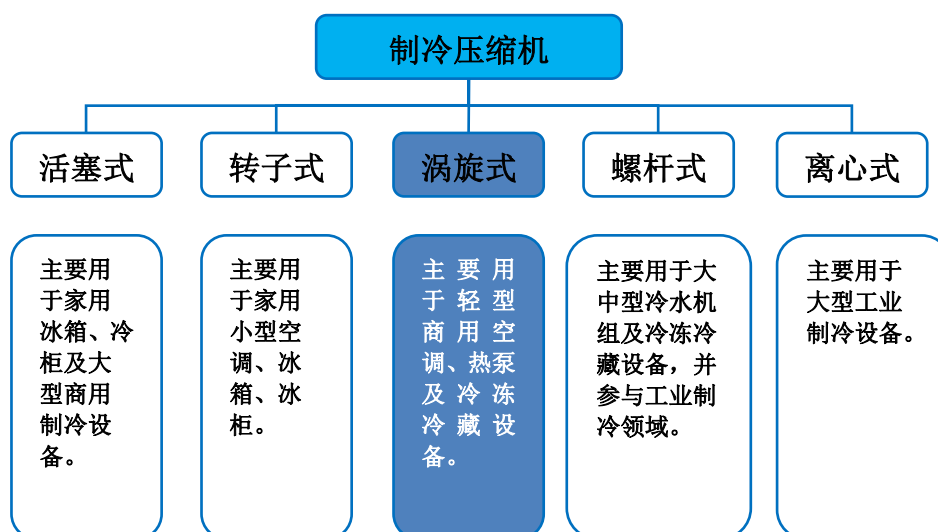 制冷压缩机
活塞式
转子式
涡旋式
螺杆式
离心式
主要用
于家用
冰箱、冷
柜及大
型商用
制冷设
备。
主要用
于家用
小型空
调、冰
箱、冰
柜。
主要用
于轻型
商用空
调、热泵
及冷冻
冷藏设
备。
主要用于大
中型冷水机
组及冷冻冷
藏设备，并
参与工业制
冷领域。
主要用于
大型工业
制冷设备。